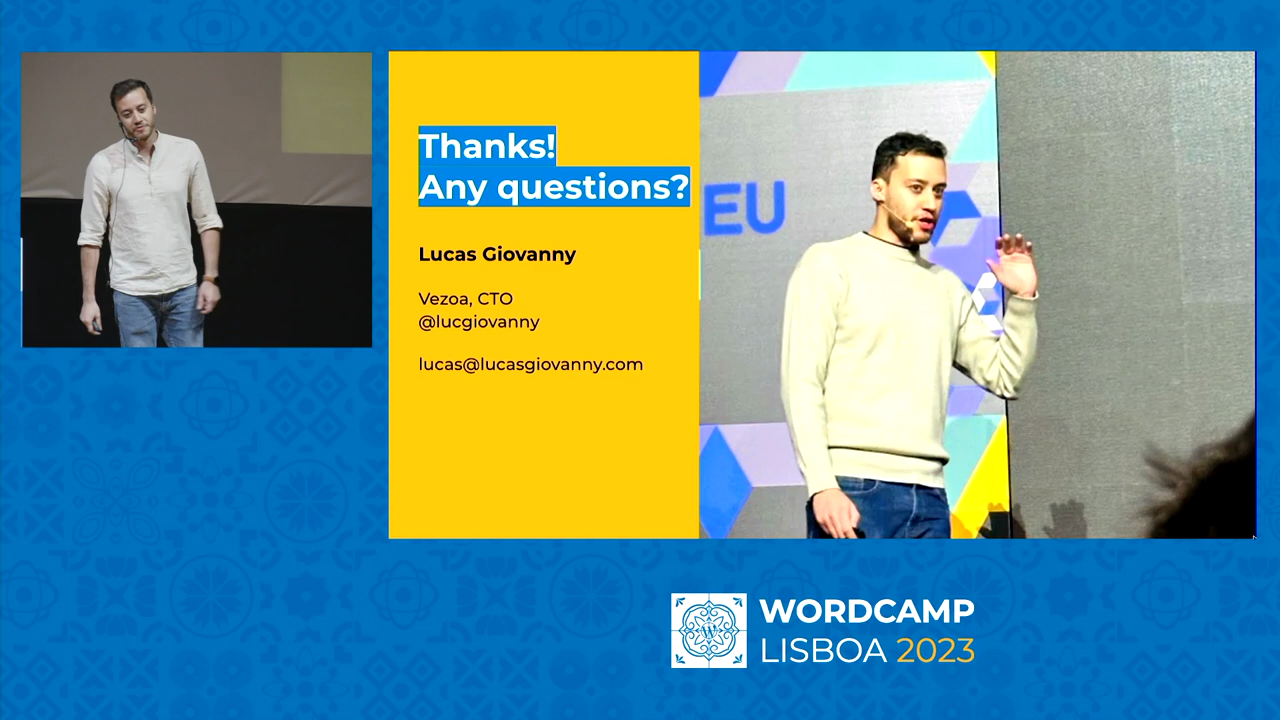 Thanks!
Any questions?
EU
Lucas Giovanny
Vezoa, CTO
@lucgiovanny
lucas@lucasgiovanny.com
WORDCAMP
LISBOA 2023